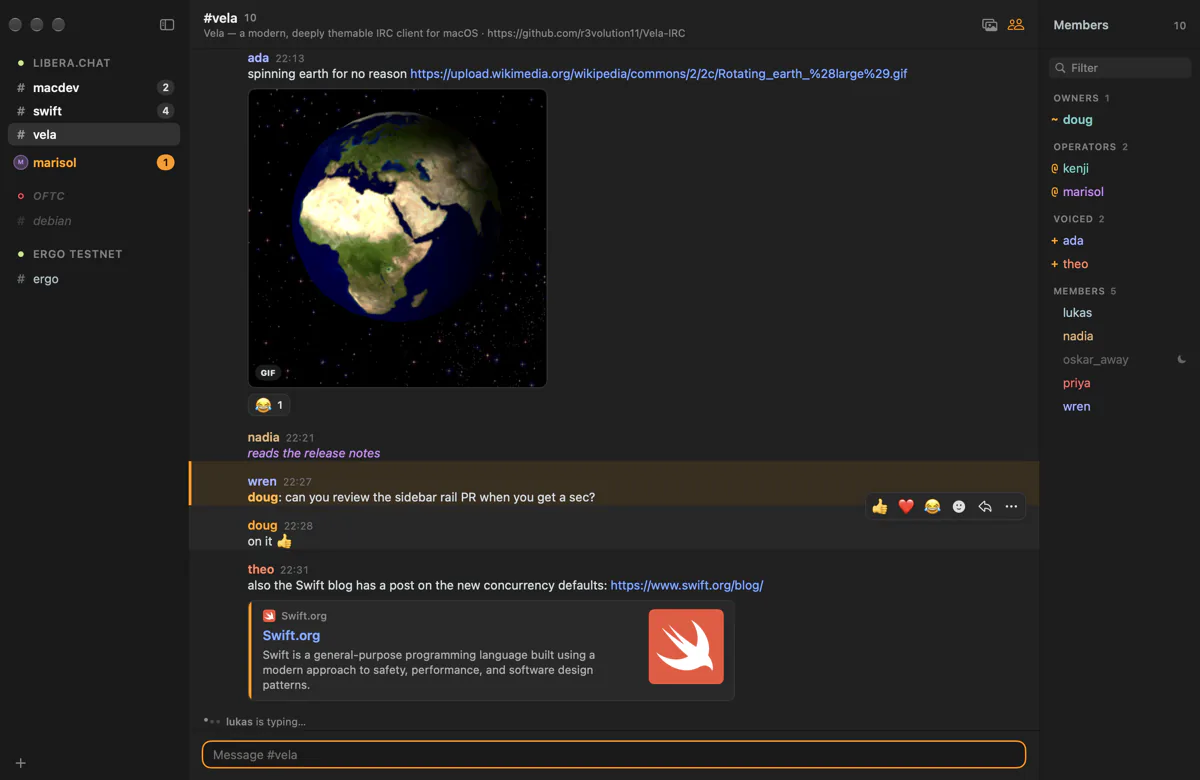 LIBERA.CHAT
# macdev 2
# swift 4
# vela
M marisol 1
OFTC
# debian
ERGO TESTNET
# ergo
+
#vela 10
Vela — a modern, deeply themable IRC client for macOS · https://github.com/r3volution11/Vela-IRC
ada 22:13
spinning earth for no reason https://upload.wikimedia.org/wikipedia/commons/2/2c/Rotating_earth_%28large%29.gif
GIF
😂 1
nadia 22:21
reads the release notes
wren 22:27
doug: can you review the sidebar rail PR when you get a sec?
👍 ❤️ 😂
doug 22:28
on it 👍
theo 22:31
also the Swift blog has a post on the new concurrency defaults: https://www.swift.org/blog/
Swift.org
Swift.org
Swift is a general-purpose programming language built using a
modern approach to safety, performance, and software design
patterns.
lukas is typing…
Message #vela
Members 10
Filter
OWNERS 1
~ doug
OPERATORS 2
@ kenji
@ marisol
VOICED 2
+ ada
+ theo
MEMBERS 5
lukas
nadia
oskar_away
priya
wren